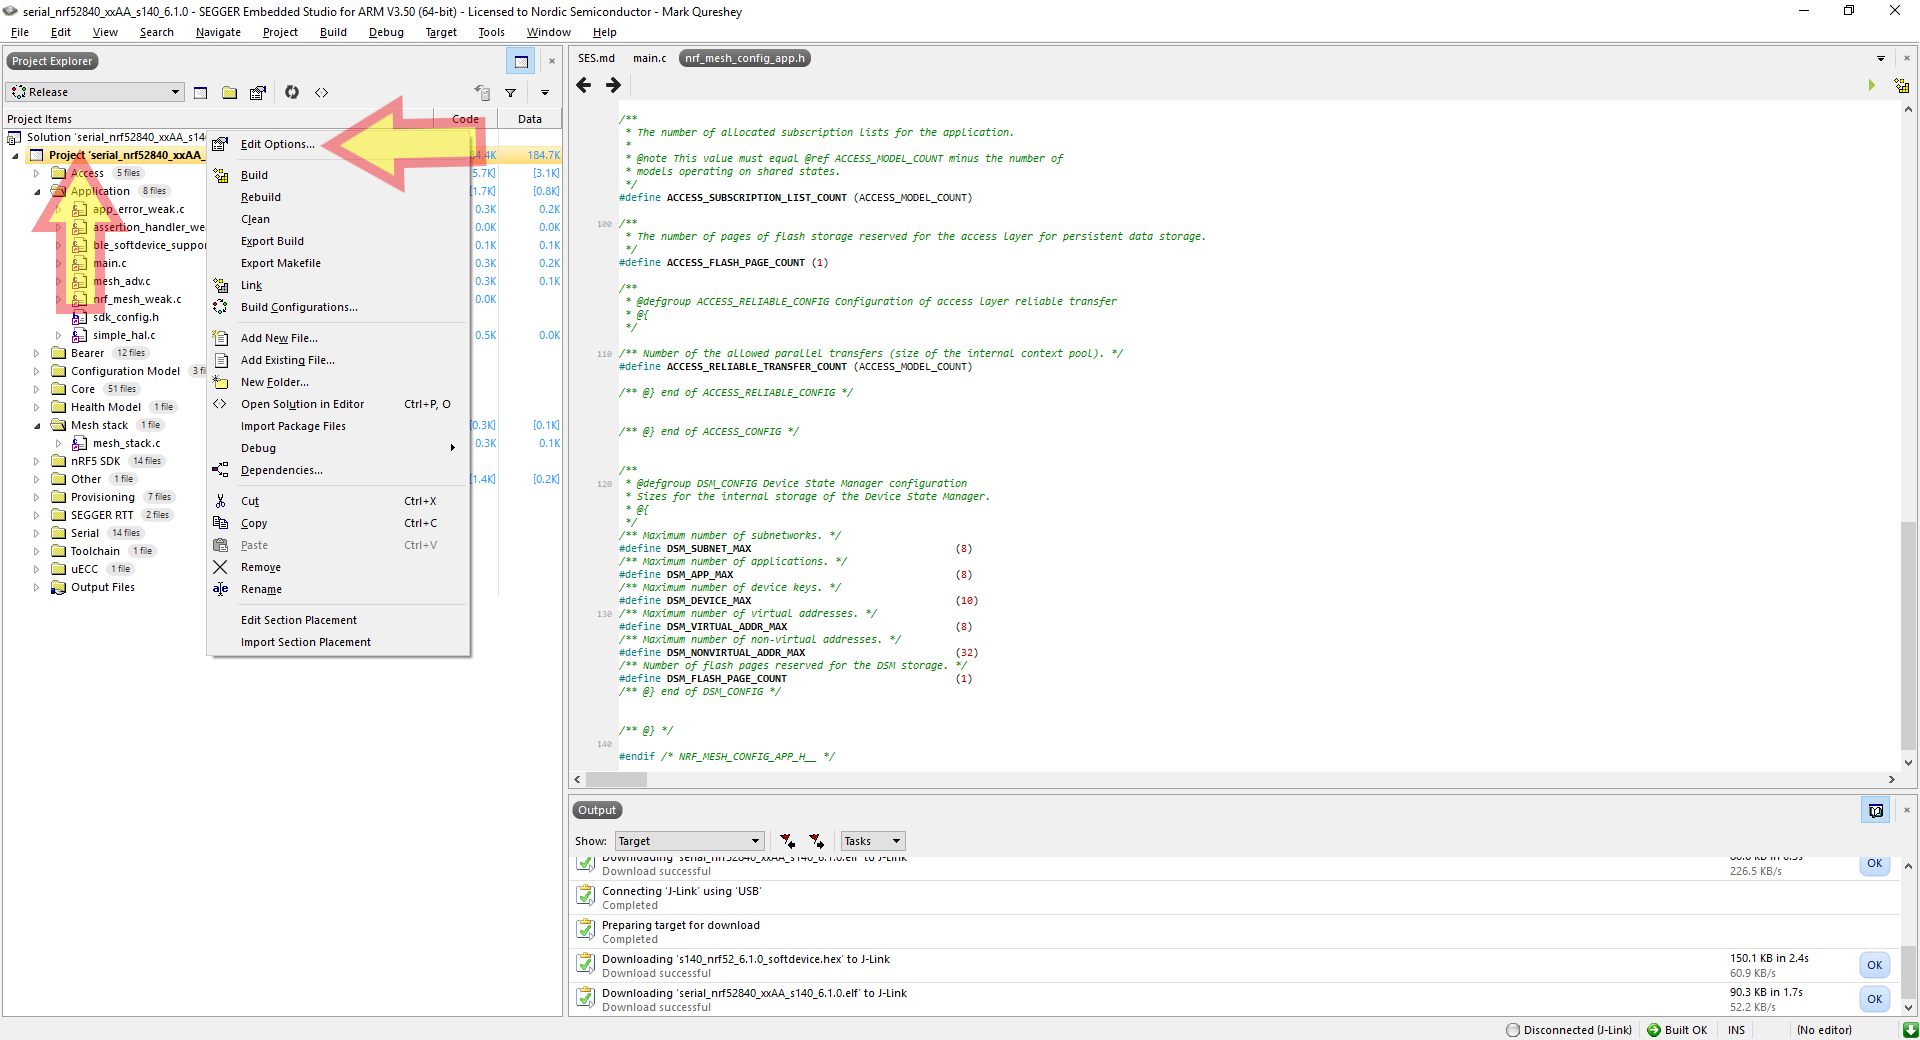 serial_nrf52840_xxAA_s140_6.1.0 - SEGGER Embedded Studio for ARM V3.50 (64-bit) - Licensed to Nordic Semiconductor - Mark Qureshey
File Edit View Search Navigate Project Build Debug Target Tools Window Help
Project Explorer
Release
Project Items Code Data
Solution 'serial_nrf52840_xxAA_s14
Project 'serial_nrf52840_xxAA_ 184.7K
Access 5 files 5.7K] [3.1K]
Application 8 files [1.7K] [0.8K]
app_error_weak.c 0.3K 0.2K
assertion_handler_we 0.0K 0.0K
ble_softdevice_suppor 0.1K 0.1K
main.c 0.3K 0.2K
mesh_adv.c 0.3K 0.1K
nrf_mesh_weak.c 0.0K
sdk_config.h
simple_hal.c 0.5K 0.0K
Bearer 12 files
Configuration Model 3 fi
Core 51 files
Health Model 1 file
Mesh stack 1 file [0.3K] [0.1K]
mesh_stack.c 0.3K 0.1K
nRF5 SDK 14 files
Other 1 file [1.4K] [0.2K]
Provisioning 7 files
SEGGER RTT 2 files
Serial 14 files
Toolchain 1 file
uECC 1 file
Output Files
Edit Options...
Build
Rebuild
Clean
Export Build
Export Makefile
Link
Build Configurations...
Add New File...
Add Existing File...
New Folder...
Open Solution in Editor Ctrl+P, O
Import Package Files
Debug
Dependencies...
Cut Ctrl+X
Copy Ctrl+C
Paste Ctrl+V
Remove
Rename
Edit Section Placement
Import Section Placement
SES.md main.c nrf_mesh_config_app.h
/**
* The number of allocated subscription lists for the application.
*
* @note This value must equal @ref ACCESS_MODEL_COUNT minus the number of
* models operating on shared states.
*/
#define ACCESS_SUBSCRIPTION_LIST_COUNT (ACCESS_MODEL_COUNT)
100 /**
* The number of pages of flash storage reserved for the access layer for persistent data storage.
*/
#define ACCESS_FLASH_PAGE_COUNT (1)
/**
* @defgroup ACCESS_RELIABLE_CONFIG Configuration of access layer reliable transfer
* @{
*/
110 /** Number of the allowed parallel transfers (size of the internal context pool). */
#define ACCESS_RELIABLE_TRANSFER_COUNT (ACCESS_MODEL_COUNT)
/** @} end of ACCESS_RELIABLE_CONFIG */
/** @} end of ACCESS_CONFIG */
/**
120 * @defgroup DSM_CONFIG Device State Manager configuration
* Sizes for the internal storage of the Device State Manager.
* @{
*/
/** Maximum number of subnetworks. */
#define DSM_SUBNET_MAX (8)
/** Maximum number of applications. */
#define DSM_APP_MAX (8)
/** Maximum number of device keys. */
#define DSM_DEVICE_MAX (10)
130 /** Maximum number of virtual addresses. */
#define DSM_VIRTUAL_ADDR_MAX (8)
/** Maximum number of non-virtual addresses. */
#define DSM_NONVIRTUAL_ADDR_MAX (32)
/** Number of flash pages reserved for the DSM storage. */
#define DSM_FLASH_PAGE_COUNT (1)
/** @} end of DSM_CONFIG */
/** @} */
140
#endif /* NRF_MESH_CONFIG_APP_H__ */
Output
Show: Target Tasks
Downloading 'serial_nrf52840_xxAA_s140_6.1.0.elf' to J-Link OK
Download successful 226.5 KB/s
Connecting 'J-Link' using 'USB'
Completed
Preparing target for download
Completed
Downloading 's140_nrf52_6.1.0_softdevice.hex' to J-Link 150.1 KB in 2.4s OK
Download successful 60.9 KB/s
Downloading 'serial_nrf52840_xxAA_s140_6.1.0.elf' to J-Link 90.3 KB in 1.7s OK
Download successful 52.2 KB/s
Disconnected (J-Link) Built OK INS (No editor)